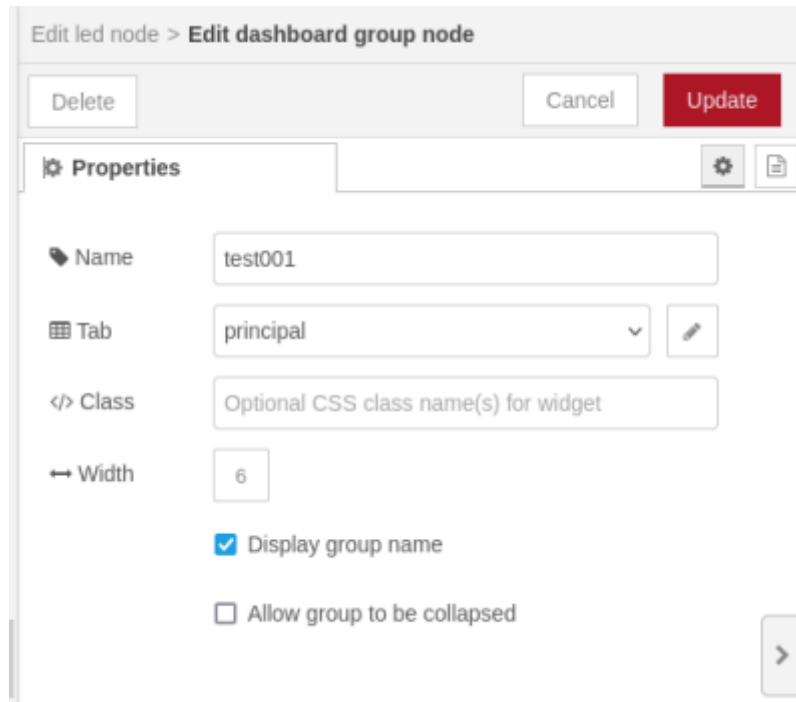 Edit led node > Edit dashboard group node
Delete Cancel Update
Properties
Name test001
Tab principal
</> Class Optional CSS class name(s) for widget
Width 6
Display group name
Allow group to be collapsed